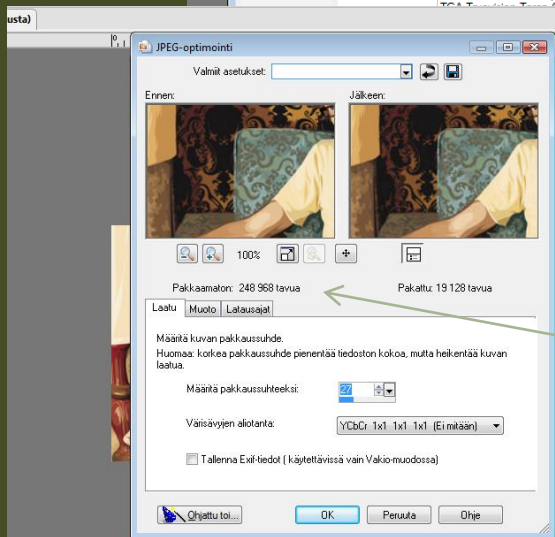 usta)
JPEG-optimointi
Valmiit asetukset:
Ennen:
Jälkeen:
100%
Pakkaamaton: 248 968 tavua
Pakattu: 19 128 tavua
Laatu Muoto Latausajat
Määritä kuvan pakkaussuhde.
Huomaa: korkea pakkaussuhde pienentää tiedoston kokoa, mutta heikentää kuvan
laatua.
Määritä pakkaussuhteeksi: 27
Värisävyjen aliotanta: YCbCr 1x1 1x1 1x1 (Ei mitään)
Tallenna Exif-tiedot ( käytettävissä vain Vakio-muodossa)
Ohjattu toi... OK Peruuta Ohje